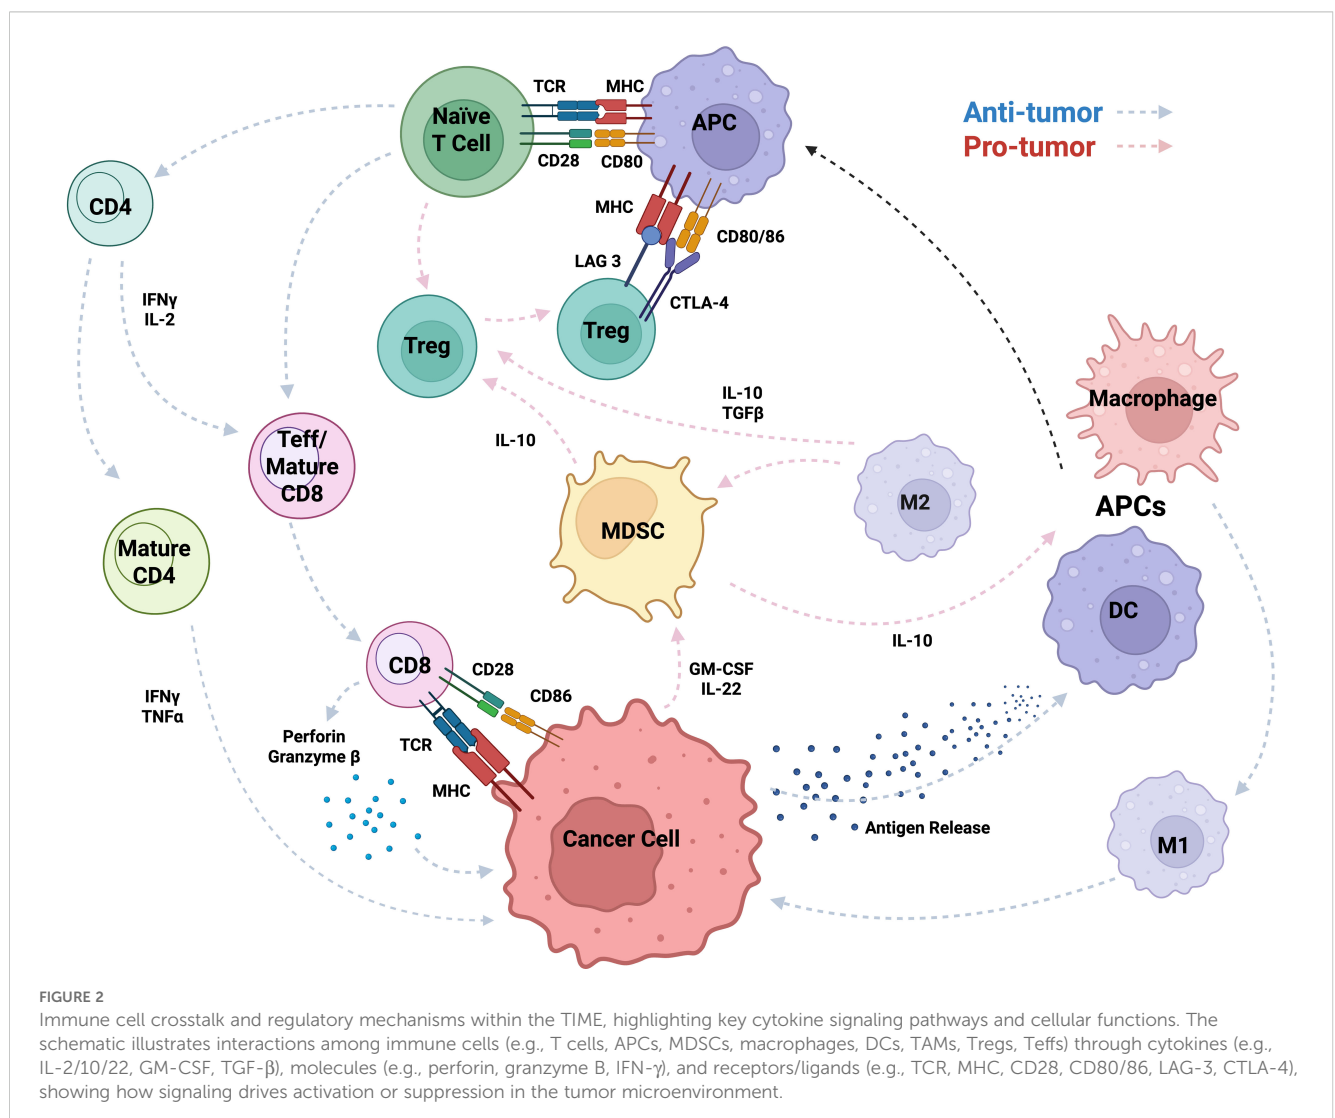 TCR
MHC
Naïve
T Cell
APC
CD28
CD80
Anti-tumor
Pro-tumor
CD4
MHC
CD80/86
LAG 3
CTLA-4
IFNγ
IL-2
Treg
Treg
Macrophage
IL-10
TGFβ
IL-10
Teff/
Mature
CD8
M2
APCs
MDSC
Mature
CD4
DC
IL-10
CD8
CD28
CD86
GM-CSF
IL-22
IFNγ
TNFα
Perforin
Granzyme β
TCR
MHC
Cancer Cell
Antigen Release
M1
FIGURE 2
Immune cell crosstalk and regulatory mechanisms within the TIME, highlighting key cytokine signaling pathways and cellular functions. The
schematic illustrates interactions among immune cells (e.g., T cells, APCs, MDSCs, macrophages, DCs, TAMs, Tregs, Teffs) through cytokines (e.g.,
IL-2/10/22, GM-CSF, TGF-β), molecules (e.g., perforin, granzyme B, IFN-γ), and receptors/ligands (e.g., TCR, MHC, CD28, CD80/86, LAG-3, CTLA-4),
showing how signaling drives activation or suppression in the tumor microenvironment.